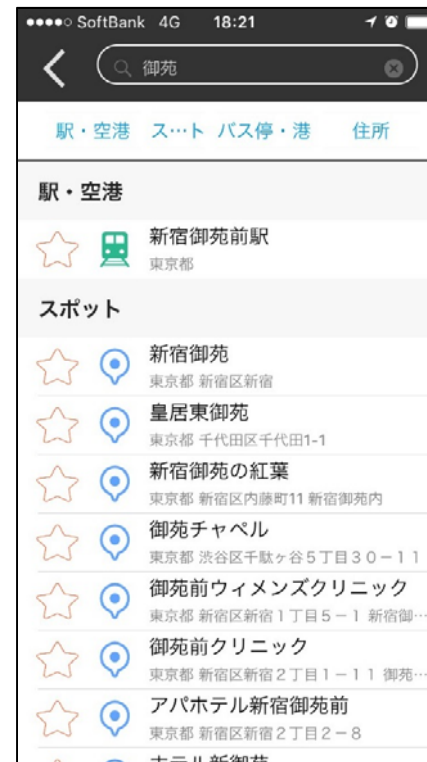 SoftBank 4G 18:21
御苑
駅・空港 ス…ト バス停・港 住所
駅・空港
新宿御苑前駅
東京都
スポット
新宿御苑
東京都 新宿区新宿
皇居東御苑
東京都 千代田区千代田1-1
新宿御苑の紅葉
東京都 新宿区内藤町11 新宿御苑内
御苑チャペル
東京都 渋谷区千駄ヶ谷5丁目30-11
御苑前ウィメンズクリニック
東京都 新宿区新宿1丁目5-1 新宿御…
御苑前クリニック
東京都 新宿区新宿2丁目1-11 御苑…
アパホテル新宿御苑前
東京都 新宿区新宿2丁目2-8
ホテル新御苑